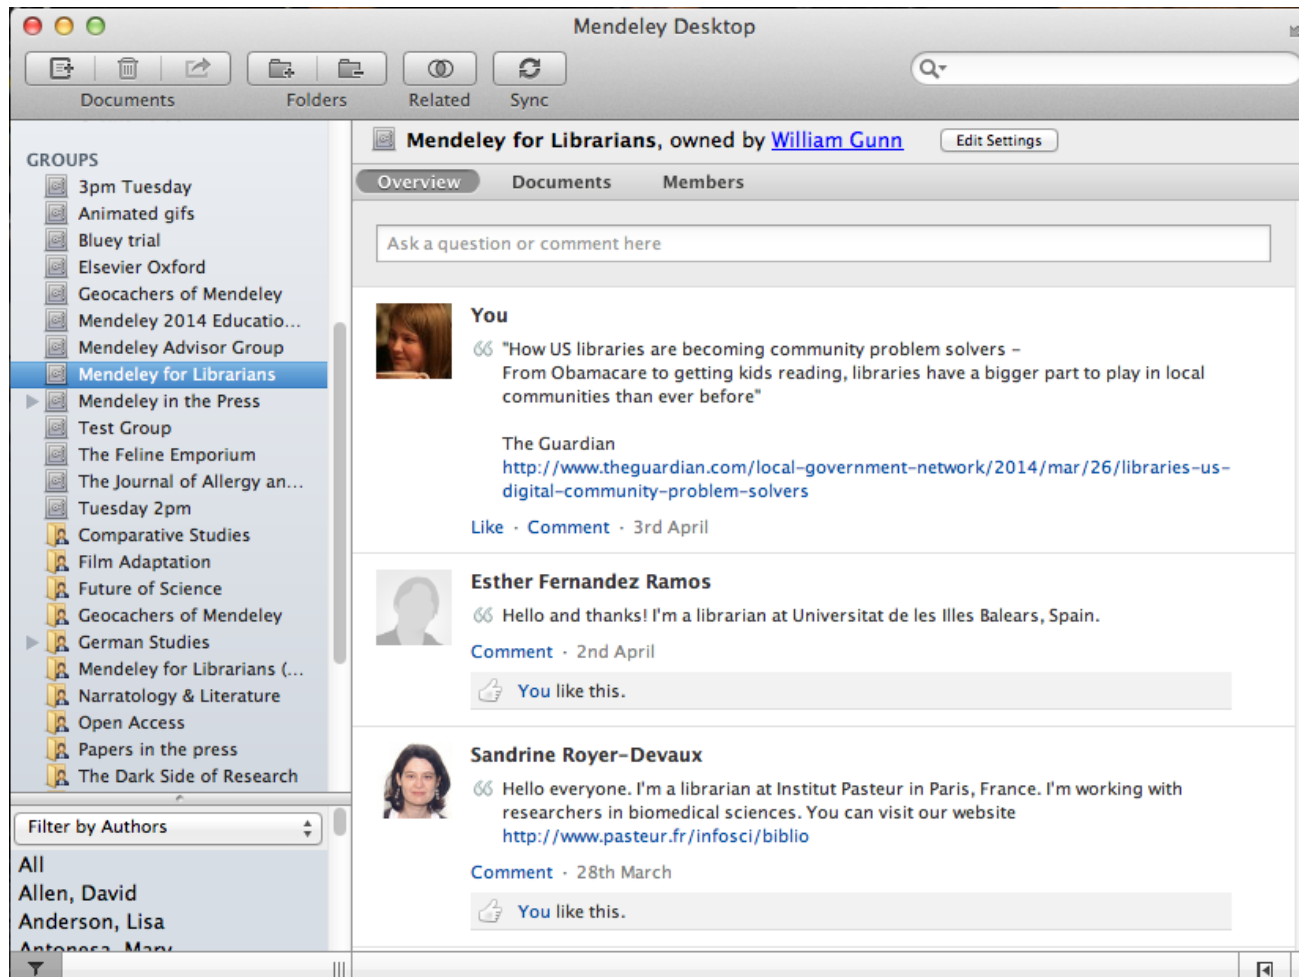 Mendeley Desktop
Documents
Folders
Related
Sync
GROUPS
3pm Tuesday
Animated gifs
Bluey trial
Elsevier Oxford
Geocachers of Mendeley
Mendeley 2014 Educatio...
Mendeley Advisor Group
Mendeley for Librarians
Mendeley in the Press
Test Group
The Feline Emporium
The Journal of Allergy an...
Tuesday 2pm
Comparative Studies
Film Adaptation
Future of Science
Geocachers of Mendeley
German Studies
Mendeley for Librarians (...
Narratology & Literature
Open Access
Papers in the press
The Dark Side of Research
Filter by Authors
All
Allen, David
Anderson, Lisa
Antonesa, Mary
Mendeley for Librarians, owned by William Gunn
Edit Settings
Overview
Documents
Members
Ask a question or comment here
You
"How US libraries are becoming community problem solvers –
From Obamacare to getting kids reading, libraries have a bigger part to play in local
communities than ever before"
The Guardian
http://www.theguardian.com/local-government-network/2014/mar/26/libraries-us-
digital-community-problem-solvers
Like · Comment · 3rd April
Esther Fernandez Ramos
Hello and thanks! I'm a librarian at Universitat de les Illes Balears, Spain.
Comment · 2nd April
You like this.
Sandrine Royer-Devaux
Hello everyone. I'm a librarian at Institut Pasteur in Paris, France. I'm working with
researchers in biomedical sciences. You can visit our website
http://www.pasteur.fr/infosci/biblio
Comment · 28th March
You like this.